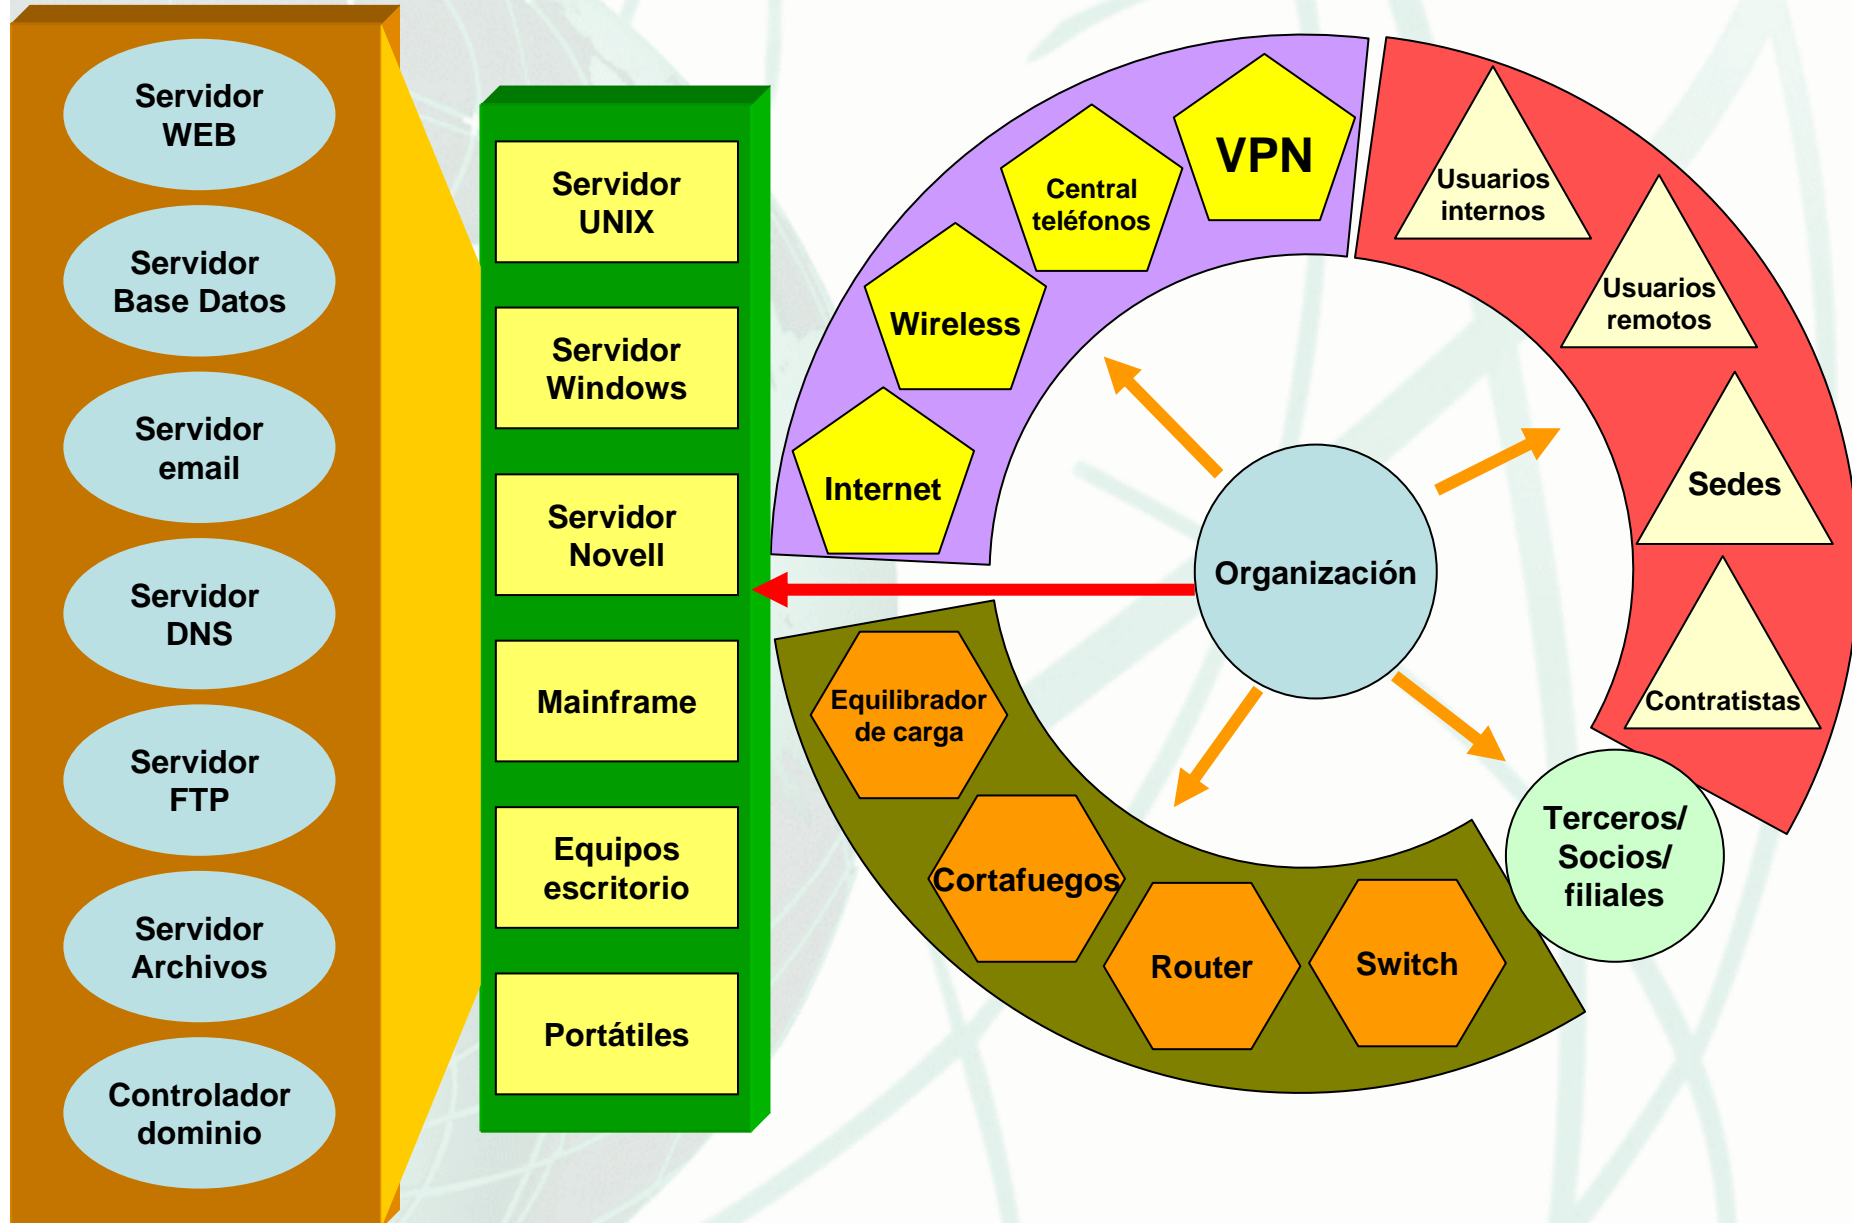 Servidor
WEB
Servidor
Base Datos
Servidor
email
Servidor
DNS
Servidor
FTP
Servidor
Archivos
Controlador
dominio
Servidor
UNIX
Servidor
Windows
Servidor
Novell
Mainframe
Equipos
escritorio
Portátiles
VPN
Central
teléfonos
Wireless
Internet
Usuarios
internos
Usuarios
remotos
Sedes
Contratistas
Organización
Equilibrador
de carga
Cortafuegos
Router
Switch
Terceros/
Socios/
filiales